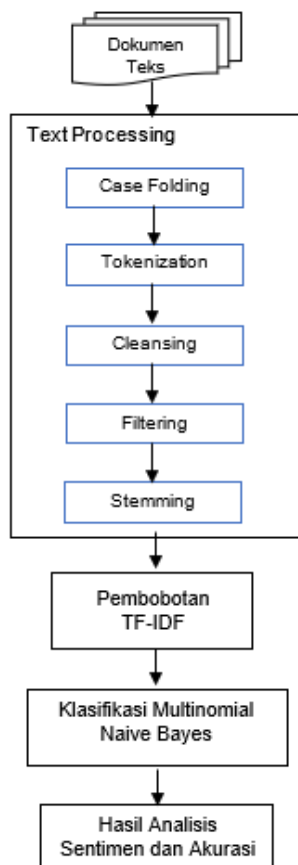 Dokumen
Teks
Text Processing
Case Folding
Tokenization
Cleansing
Filtering
Stemming
Pembobotan
TF-IDF
Klasifikasi Multinomial
Naive Bayes
Hasil Analisis
Sentimen dan Akurasi